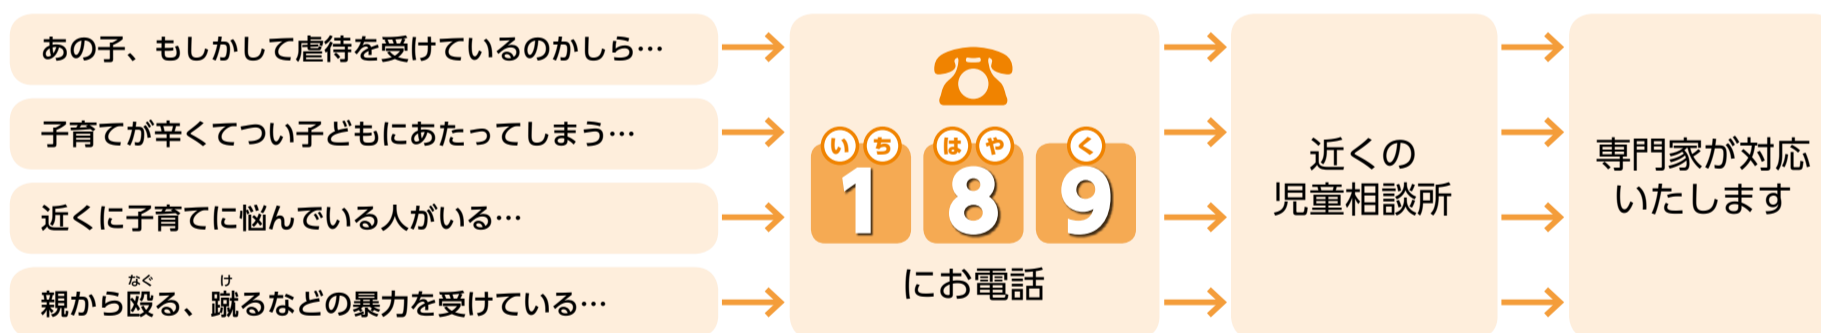 あの子、もしかして虐待を受けているのかしら…
子育てが辛くてつい子どもにあたってしまう…
近くに子育てに悩んでいる人がいる…
なぐ け
親から殴る、蹴るなどの暴力を受けている…
い ち は や く
1 8 9
にお電話
近くの
児童相談所
専門家が対応
いたします